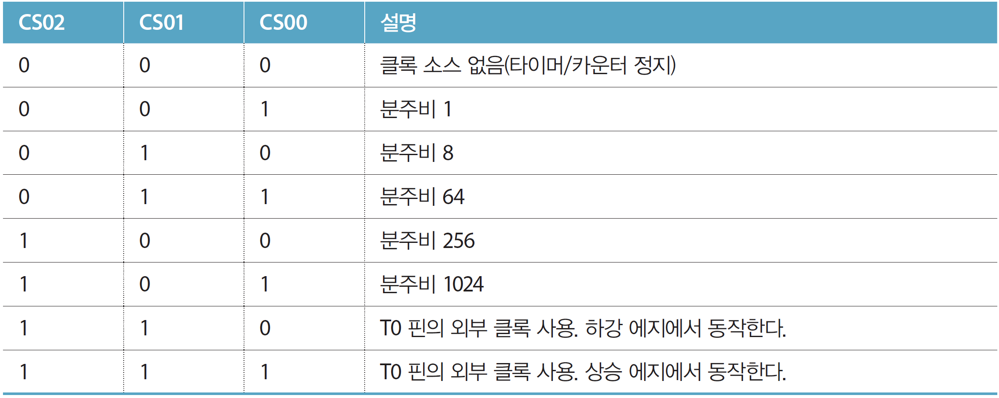 CS02 CS01 CS00 설명
0 0 0 클록 소스 없음(타이머/카운터 정지)
0 0 1 분주비 1
0 1 0 분주비 8
0 1 1 분주비 64
1 0 0 분주비 256
1 0 1 분주비 1024
1 1 0 T0 핀의 외부 클록 사용. 하강 에지에서 동작한다.
1 1 1 T0 핀의 외부 클록 사용. 상승 에지에서 동작한다.